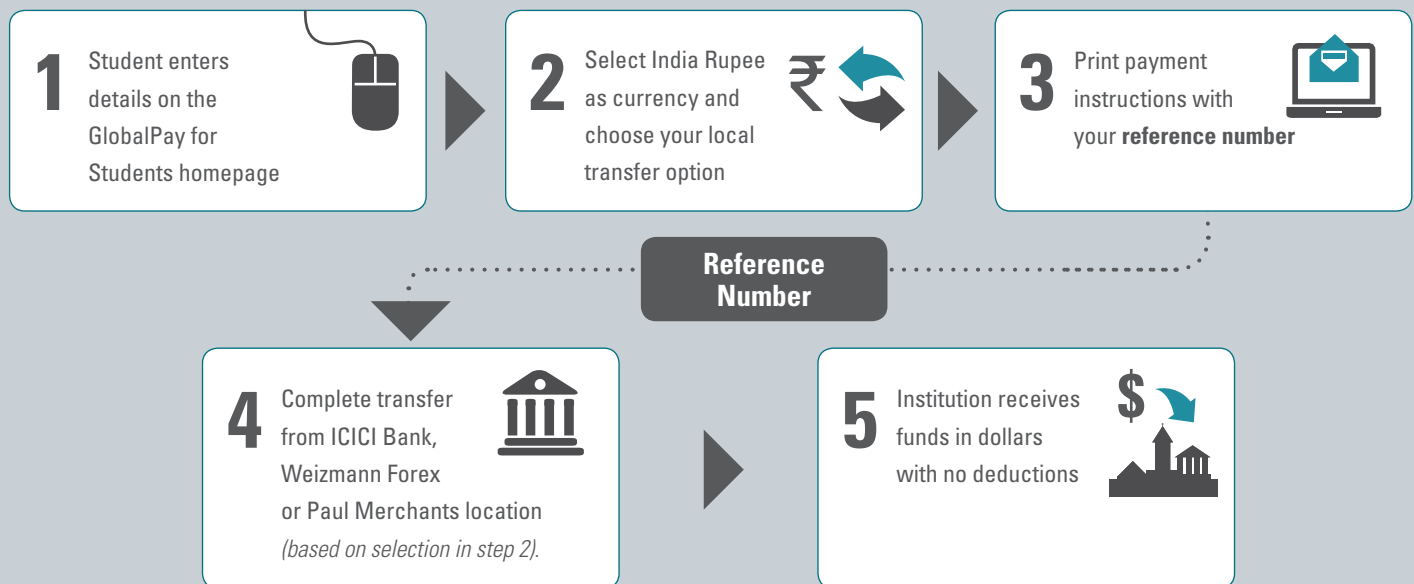 1
Student enters
details on the
GlobalPay for
Students homepage
2
Select India Rupee
as currency and
choose your local
transfer option
₹
3
Print payment
instructions with
your reference number
Reference
Number
4
Complete transfer
from ICICI Bank,
Weizmann Forex
or Paul Merchants location
(based on selection in step 2).
5
Institution receives
funds in dollars
with no deductions
$